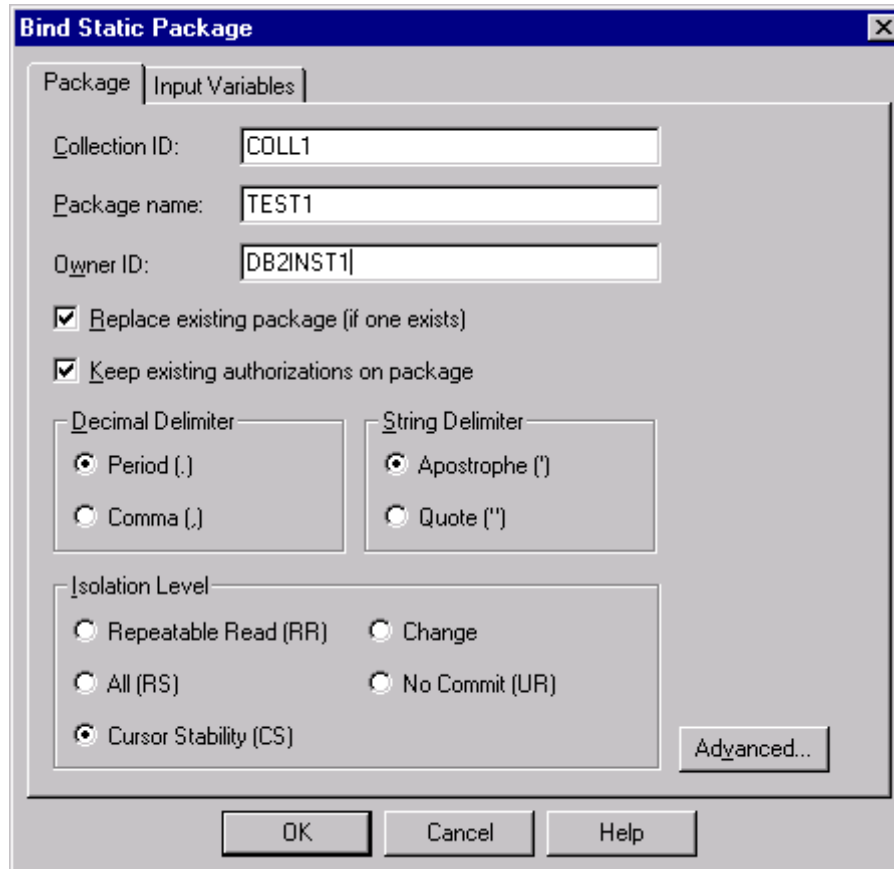 Bind Static Package
Package Input Variables
Collection ID: COLL1
Package name: TEST1
Owner ID: DB2INST1
Replace existing package (if one exists)
Keep existing authorizations on package
Decimal Delimiter String Delimiter
Period (.) Apostrophe (')
Comma (,) Quote (")
Isolation Level
Repeatable Read (RR) Change
All (RS) No Commit (UR)
Cursor Stability (CS)
Advanced...
OK Cancel Help